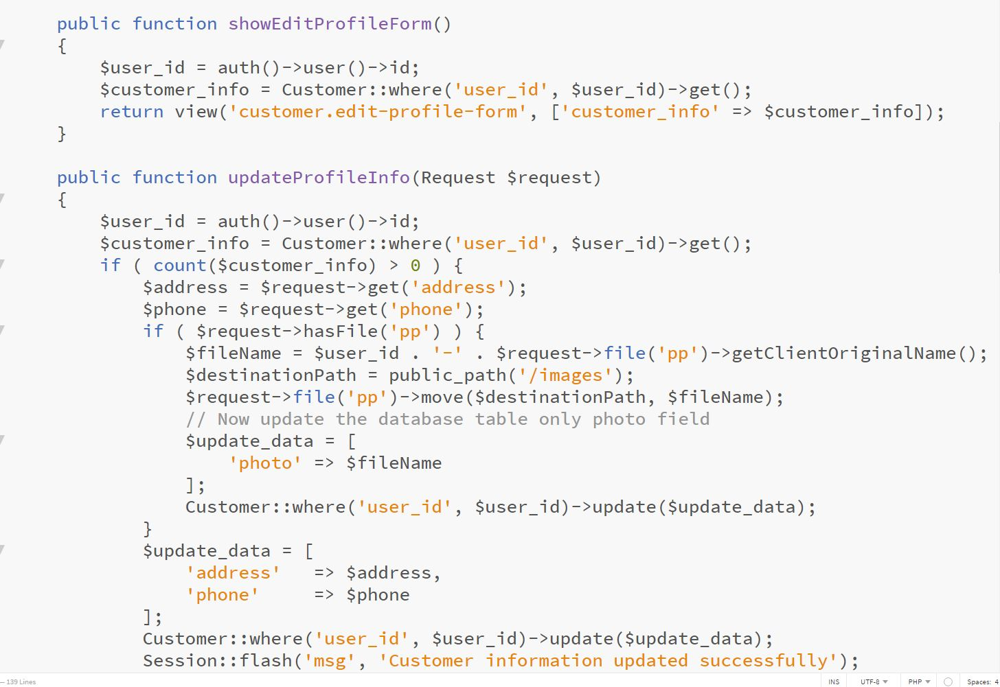 public function showEditProfileForm()
{
    $user_id = auth()->user()->id;
    $customer_info = Customer::where('user_id', $user_id)->get();
    return view('customer.edit-profile-form', ['customer_info' => $customer_info]);
}

public function updateProfileInfo(Request $request)
{
    $user_id = auth()->user()->id;
    $customer_info = Customer::where('user_id', $user_id)->get();
    if ( count($customer_info) > 0 ) {
        $address = $request->get('address');
        $phone = $request->get('phone');
        if ( $request->hasFile('pp') ) {
            $fileName = $user_id . '-' . $request->file('pp')->getClientOriginalName();
            $destinationPath = public_path('/images');
            $request->file('pp')->move($destinationPath, $fileName);
            // Now update the database table only photo field
            $update_data = [
                'photo' => $fileName
            ];
            Customer::where('user_id', $user_id)->update($update_data);
        }
        $update_data = [
            'address'   => $address,
            'phone'     => $phone
        ];
        Customer::where('user_id', $user_id)->update($update_data);
        Session::flash('msg', 'Customer information updated successfully');
— 139 Lines INS UTF-8 PHP Spaces: 4